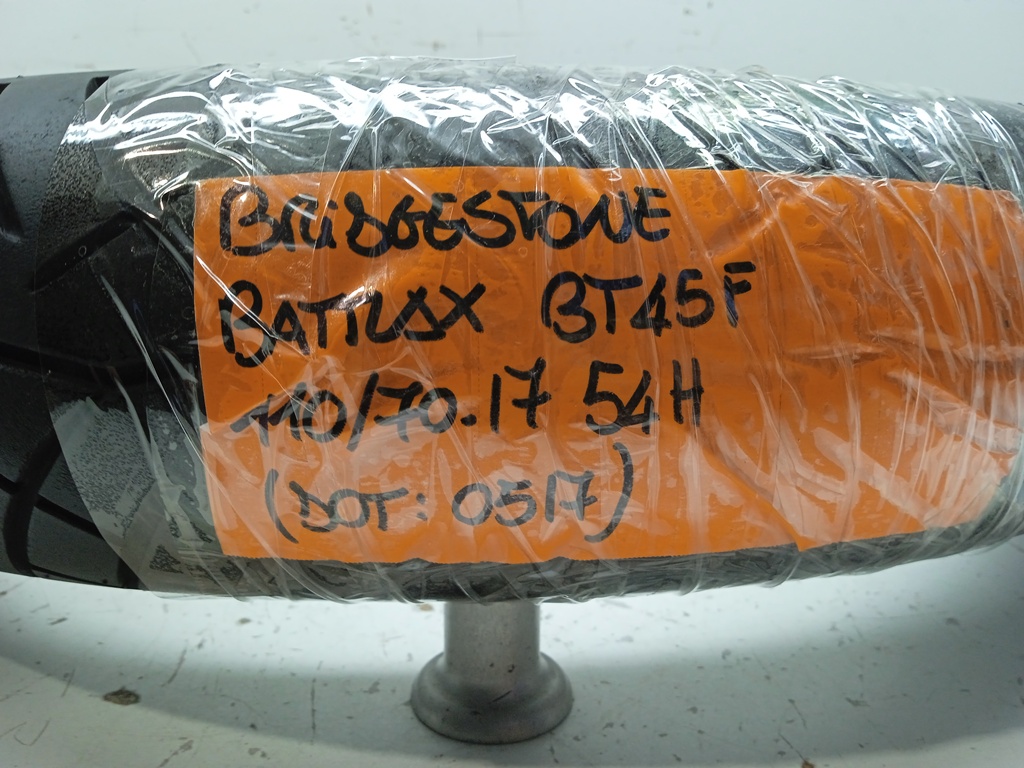 BRIDGESTONE
BATTLAX BT45F
110/70.17 54H
(DOT: 0517)